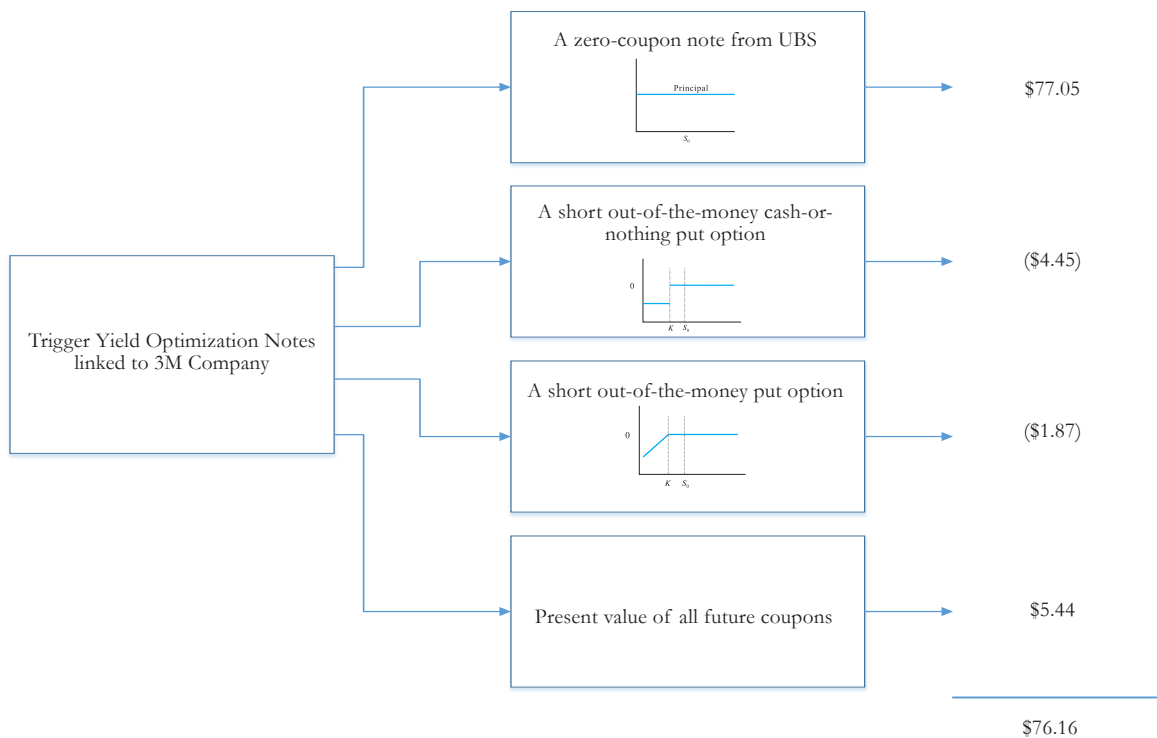 A zero-coupon note from UBS
Principal
S₀
$77.05
A short out-of-the-money cash-or-
nothing put option
0
K S₀
($4.45)
Trigger Yield Optimization Notes
linked to 3M Company
A short out-of-the-money put option
0
K S₀
($1.87)
Present value of all future coupons
$5.44
$76.16